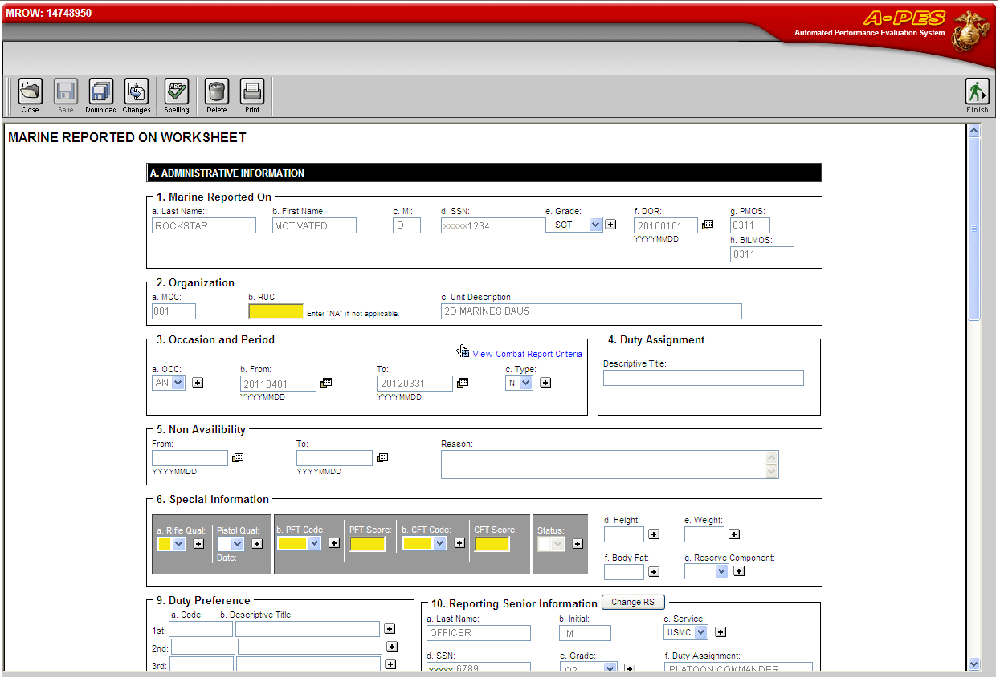 MROW: 14748950
A-PES
Automated Performance Evaluation System
Close Save Download Changes ABC Spelling Delete Print Finish
MARINE REPORTED ON WORKSHEET
A. ADMINISTRATIVE INFORMATION
1. Marine Reported On
a. Last Name: b. First Name: c. MI: d. SSN: e. Grade: f. DOR: g. PMOS:
ROCKSTAR MOTIVATED D xxxxx1234 SGT 20100101 0311
YYYYMMDD h. BILMOS:
0311
2. Organization
a. MCC: b. RUC: c. Unit Description:
001 Enter "NA" if not applicable. 2D MARINES BAU5
3. Occasion and Period
View Combat Report Criteria
a. OCC: b. From: To: c. Type:
AN 20110401 20120331 N
YYYYMMDD YYYYMMDD
4. Duty Assignment
Descriptive Title:
5. Non Availibility
From: To: Reason:
YYYYMMDD YYYYMMDD
6. Special Information
a. Rifle Qual: Pistol Qual: b. PFT Code: PFT Score: b. CFT Code: CFT Score: Status:
Date:
d. Height: e. Weight:
f. Body Fat: g. Reserve Component:
9. Duty Preference
a. Code: b. Descriptive Title:
1st:
2nd:
3rd:
10. Reporting Senior Information Change RS
a. Last Name: b. Initial: c. Service:
OFFICER IM USMC
d. SSN: e. Grade: f. Duty Assignment:
xxxxx 6789 O2 PLATOON COMMANDER